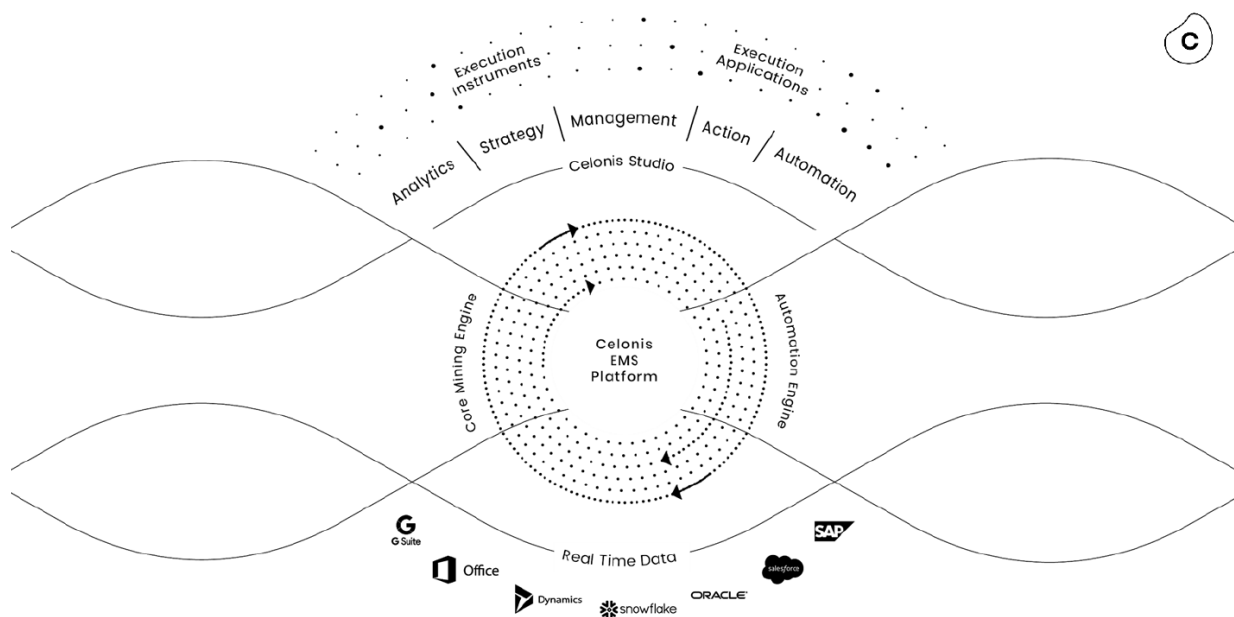 C
Execution
Instruments
Execution
Applications
Analytics
Strategy
Management
Action
Automation
Celonis Studio
Core Mining Engine
Celonis
EMS
Platform
Automation Engine
Real Time Data
G
G Suite
Office
Dynamics
snowflake
ORACLE
salesforce
SAP